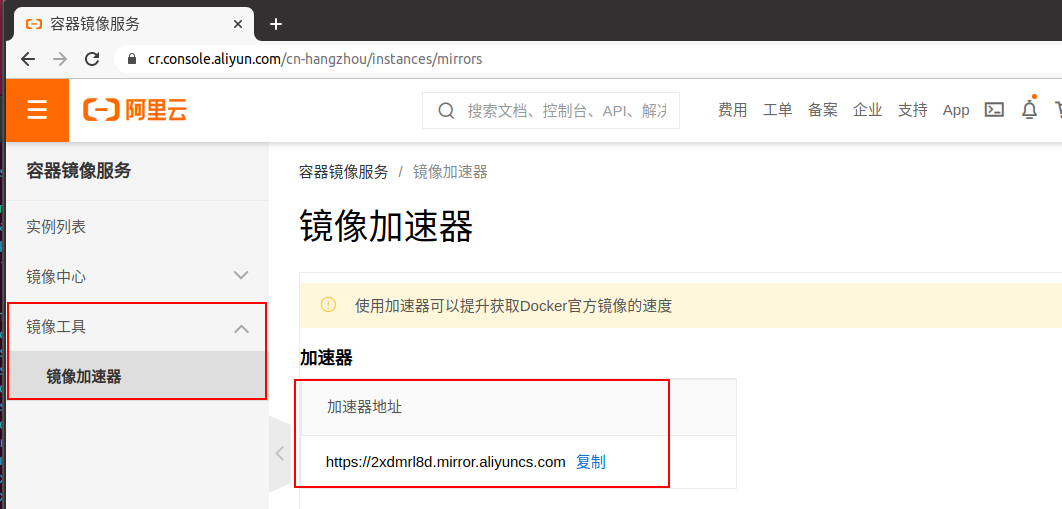 容器镜像服务
cr.console.aliyun.com/cn-hangzhou/instances/mirrors
阿里云
搜索文档、控制台、API、解决
费用 工单 备案 企业 支持 App
容器镜像服务
容器镜像服务 / 镜像加速器
镜像加速器
实例列表
镜像中心
镜像工具
镜像加速器
使用加速器可以提升获取Docker官方镜像的速度
加速器
加速器地址
https://2xdmrl8d.mirror.aliyuncs.com 复制